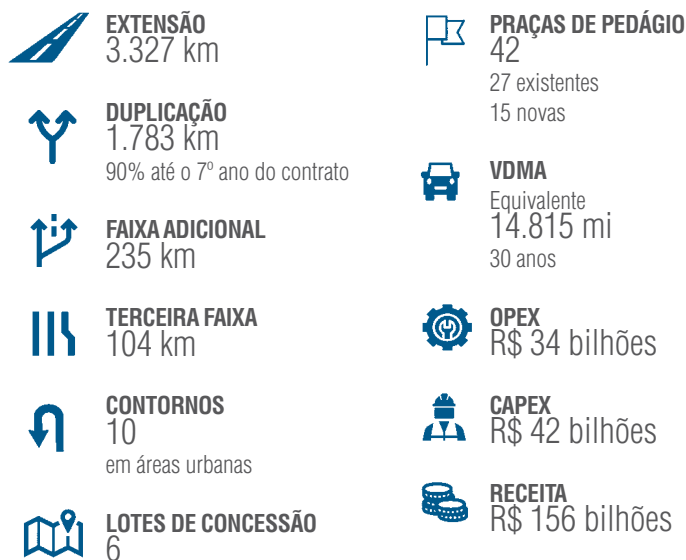 EXTENSÃO
3.327 km
DUPLICAÇÃO
1.783 km
90% até o 7º ano do contrato
FAIXA ADICIONAL
235 km
TERCEIRA FAIXA
104 km
CONTORNOS
10
em áreas urbanas
LOTES DE CONCESSÃO
6
PRAÇAS DE PEDÁGIO
42
27 existentes
15 novas
VDMA
Equivalente
14.815 mi
30 anos
OPEX
R$ 34 bilhões
CAPEX
R$ 42 bilhões
RECEITA
R$ 156 bilhões